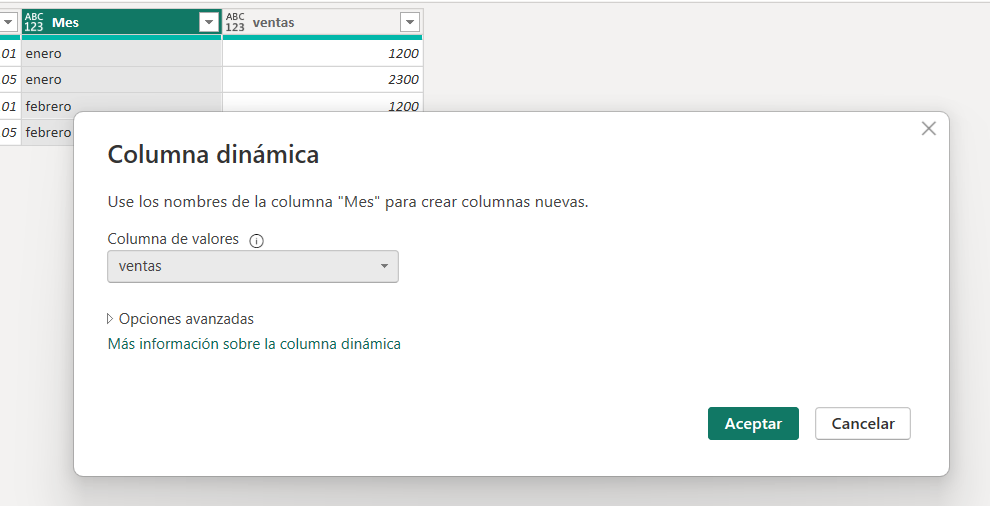 ABC 123 Mes ABC 123 ventas
01 enero 1200
05 enero 2300
01 febrero 1200
05 febrero
Columna dinámica
Use los nombres de la columna "Mes" para crear columnas nuevas.
Columna de valores
ventas
Opciones avanzadas
Más información sobre la columna dinámica
Aceptar Cancelar